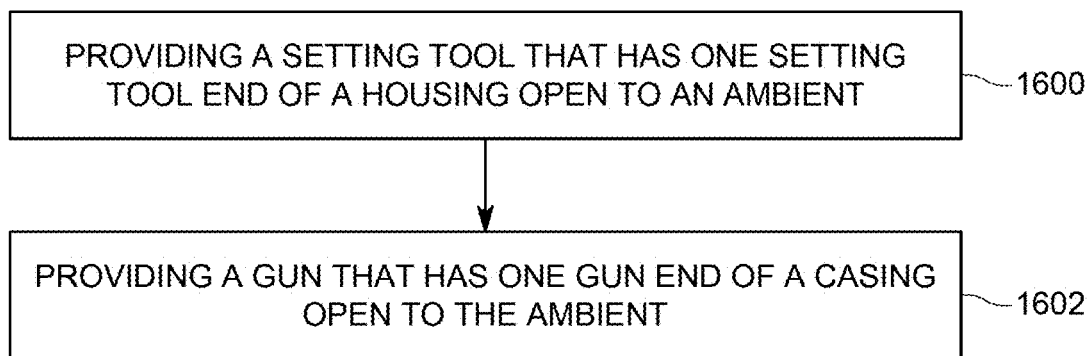 PROVIDING A SETTING TOOL THAT HAS ONE SETTING
TOOL END OF A HOUSING OPEN TO AN AMBIENT
1600
PROVIDING A GUN THAT HAS ONE GUN END OF A CASING
OPEN TO THE AMBIENT
1602